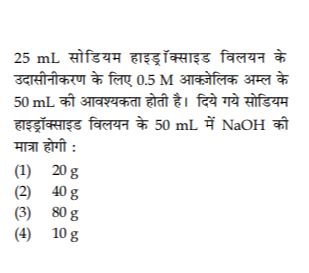 25 mL सोडियम हाइड्रॉक्साइड विलयन के
उदासीनीकरण के लिए 0.5 M आक्ज़ेलिक अम्ल के
50 mL की आवश्यकता होती है। दिये गये सोडियम
हाइड्रॉक्साइड विलयन के 50 mL में NaOH की
मात्रा होगी :
(1) 20 g
(2) 40 g
(3) 80 g
(4) 10 g